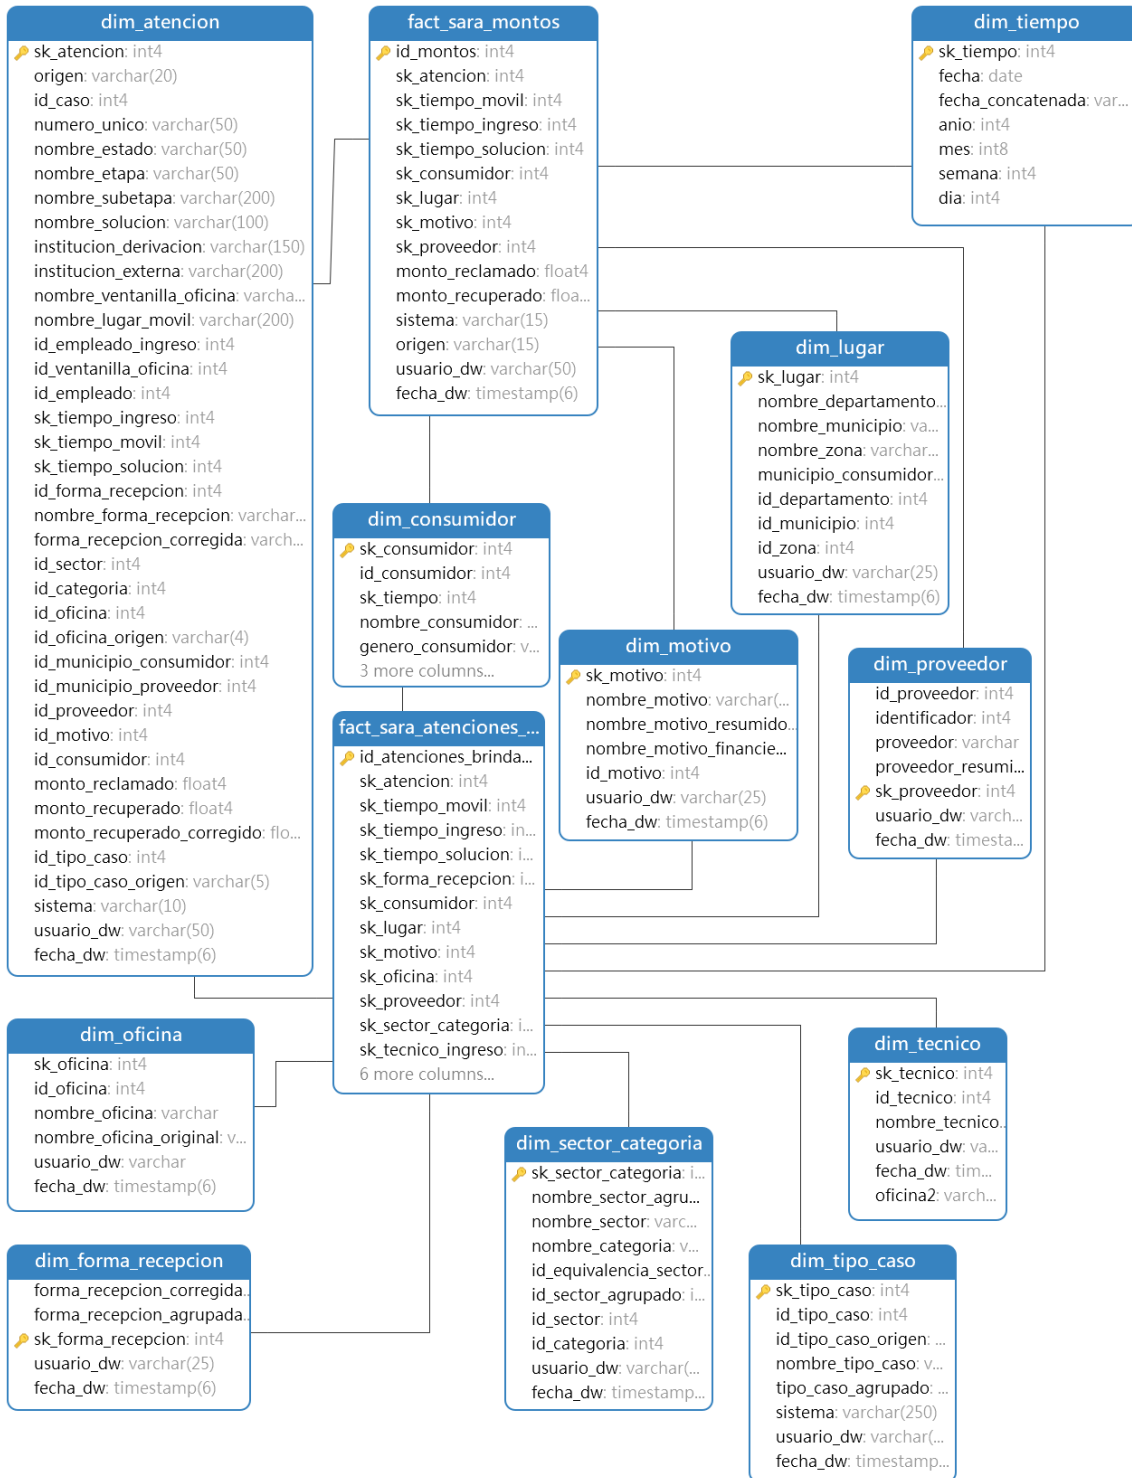 dim_atencion
sk_atencion: int4
origen: varchar(20)
id_caso: int4
numero_unico: varchar(50)
nombre_estado: varchar(50)
nombre_etapa: varchar(50)
nombre_subetapa: varchar(200)
nombre_solucion: varchar(100)
institucion_derivacion: varchar(150)
institucion_externa: varchar(200)
nombre_ventanilla_oficina: varcha...
nombre_lugar_movil: varchar(200)
id_empleado_ingreso: int4
id_ventanilla_oficina: int4
id_empleado: int4
sk_tiempo_ingreso: int4
sk_tiempo_movil: int4
sk_tiempo_solucion: int4
id_forma_recepcion: int4
nombre_forma_recepcion: varchar...
forma_recepcion_corregida: varch...
id_sector: int4
id_categoria: int4
id_oficina: int4
id_oficina_origen: varchar(4)
id_municipio_consumidor: int4
id_municipio_proveedor: int4
id_proveedor: int4
id_motivo: int4
id_consumidor: int4
monto_reclamado: float4
monto_recuperado: float4
monto_recuperado_corregido: flo...
id_tipo_caso: int4
id_tipo_caso_origen: varchar(5)
sistema: varchar(10)
usuario_dw: varchar(50)
fecha_dw: timestamp(6)
fact_sara_montos
id_montos: int4
sk_atencion: int4
sk_tiempo_movil: int4
sk_tiempo_ingreso: int4
sk_tiempo_solucion: int4
sk_consumidor: int4
sk_lugar: int4
sk_motivo: int4
sk_proveedor: int4
monto_reclamado: float4
monto_recuperado: floa...
sistema: varchar(15)
origen: varchar(15)
usuario_dw: varchar(50)
fecha_dw: timestamp(6)
dim_tiempo
sk_tiempo: int4
fecha: date
fecha_concatenada: var...
anio: int4
mes: int8
semana: int4
dia: int4
dim_lugar
sk_lugar: int4
nombre_departamento...
nombre_municipio: va...
nombre_zona: varchar...
municipio_consumidor...
id_departamento: int4
id_municipio: int4
id_zona: int4
usuario_dw: varchar(25)
fecha_dw: timestamp(6)
dim_consumidor
sk_consumidor: int4
id_consumidor: int4
sk_tiempo: int4
nombre_consumidor: ...
genero_consumidor: v...
3 more columns...
dim_motivo
sk_motivo: int4
nombre_motivo: varchar(...
nombre_motivo_resumido...
nombre_motivo_financie...
id_motivo: int4
usuario_dw: varchar(25)
fecha_dw: timestamp(6)
dim_proveedor
id_proveedor: int4
identificador: int4
proveedor: varchar
proveedor_resumi...
sk_proveedor: int4
usuario_dw: varch...
fecha_dw: timesta...
fact_sara_atenciones_...
id_atenciones_brinda...
sk_atencion: int4
sk_tiempo_movil: int4
sk_tiempo_ingreso: in...
sk_tiempo_solucion: i...
sk_forma_recepcion: i...
sk_consumidor: int4
sk_lugar: int4
sk_motivo: int4
sk_oficina: int4
sk_proveedor: int4
sk_sector_categoria: i...
sk_tecnico_ingreso: in...
6 more columns...
dim_oficina
sk_oficina: int4
id_oficina: int4
nombre_oficina: varchar
nombre_oficina_original: v...
usuario_dw: varchar
fecha_dw: timestamp(6)
dim_tecnico
sk_tecnico: int4
id_tecnico: int4
nombre_tecnico..
usuario_dw: va...
fecha_dw: tim...
oficina2: varch...
dim_sector_categoria
sk_sector_categoria: i...
nombre_sector_agru...
nombre_sector: varc...
nombre_categoria: v...
id_equivalencia_sector..
id_sector_agrupado: i...
id_sector: int4
id_categoria: int4
usuario_dw: varchar(...
fecha_dw: timestamp...
dim_forma_recepcion
forma_recepcion_corregida..
forma_recepcion_agrupada..
sk_forma_recepcion: int4
usuario_dw: varchar(25)
fecha_dw: timestamp(6)
dim_tipo_caso
sk_tipo_caso: int4
id_tipo_caso: int4
id_tipo_caso_origen: ...
nombre_tipo_caso: v...
tipo_caso_agrupado: ...
sistema: varchar(250)
usuario_dw: varchar(...
fecha_dw: timestamp...